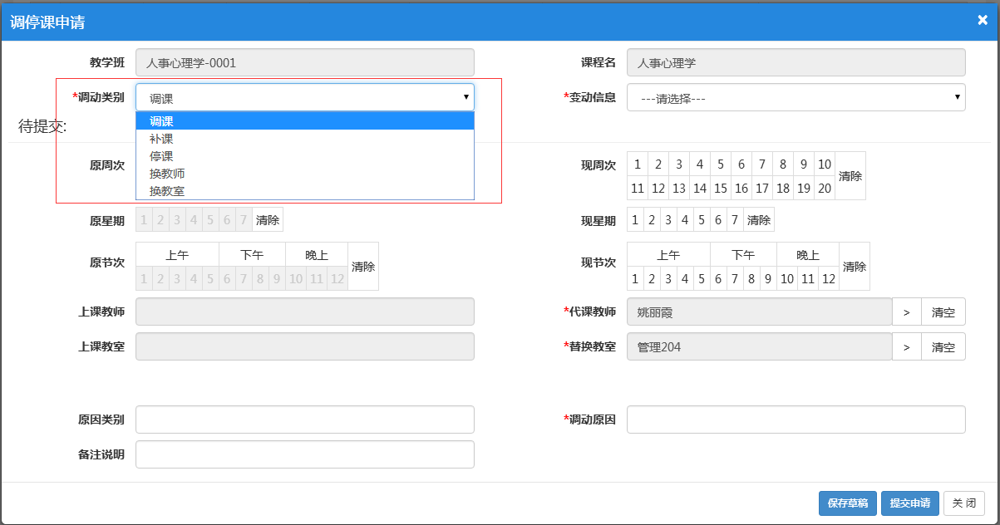 调停课申请 ×
教学班 人事心理学-0001 课程名 人事心理学
*调动类别 调课 *变动信息 ---请选择---
调课
待提交:
补课
停课
换教师
换教室
原周次 现周次 1 2 3 4 5 6 7 8 9 10 清除
11 12 13 14 15 16 17 18 19 20
原星期 1 2 3 4 5 6 7 清除 现星期 1 2 3 4 5 6 7 清除
上午 下午 晚上 上午 下午 晚上
原节次 清除 现节次 清除
1 2 3 4 5 6 7 8 9 10 11 12 1 2 3 4 5 6 7 8 9 10 11 12
上课教师 *代课教师 姚丽霞 > 清空
上课教室 *替换教室 管理204 > 清空
原因类别 *调动原因
备注说明
保存草稿 提交申请 关 闭